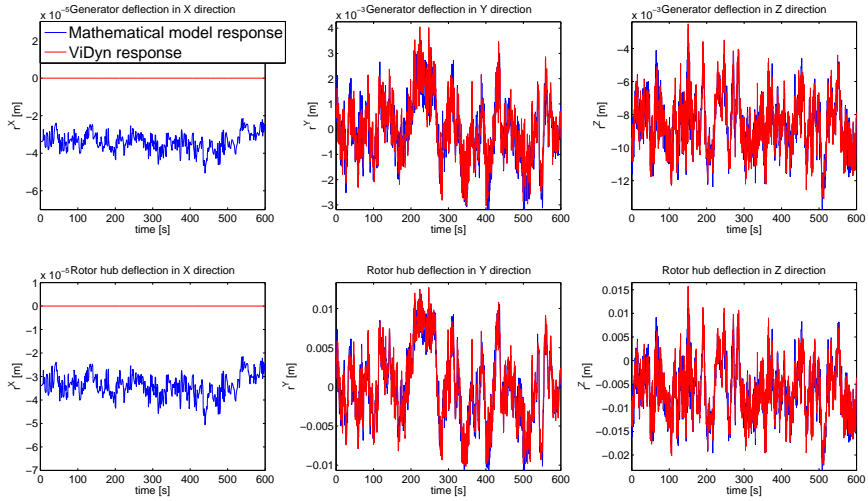 x 10⁻⁵ Generator deflection in X direction
Mathematical model response
ViDyn response
2
0
−2
−4
−6
r^X [m]
0 100 200 300 400 500 600
time [s]
x 10⁻³ Generator deflection in Y direction
4
3
2
1
0
−1
−2
−3
r^Y [m]
0 100 200 300 400 500 600
time [s]
x 10⁻³ Generator deflection in Z direction
−4
−6
−8
−10
−12
r^Z [m]
0 100 200 300 400 500 600
time [s]
x 10⁻⁵ Rotor hub deflection in X direction
1
0
−1
−2
−3
−4
−5
−6
−7
r^X [m]
0 100 200 300 400 500 600
time [s]
Rotor hub deflection in Y direction
0.01
0.005
0
−0.005
−0.01
r^Y [m]
0 100 200 300 400 500 600
time [s]
Rotor hub deflection in Z direction
0.015
0.01
0.005
0
−0.005
−0.01
−0.015
−0.02
r^Z [m]
0 100 200 300 400 500 600
time [s]